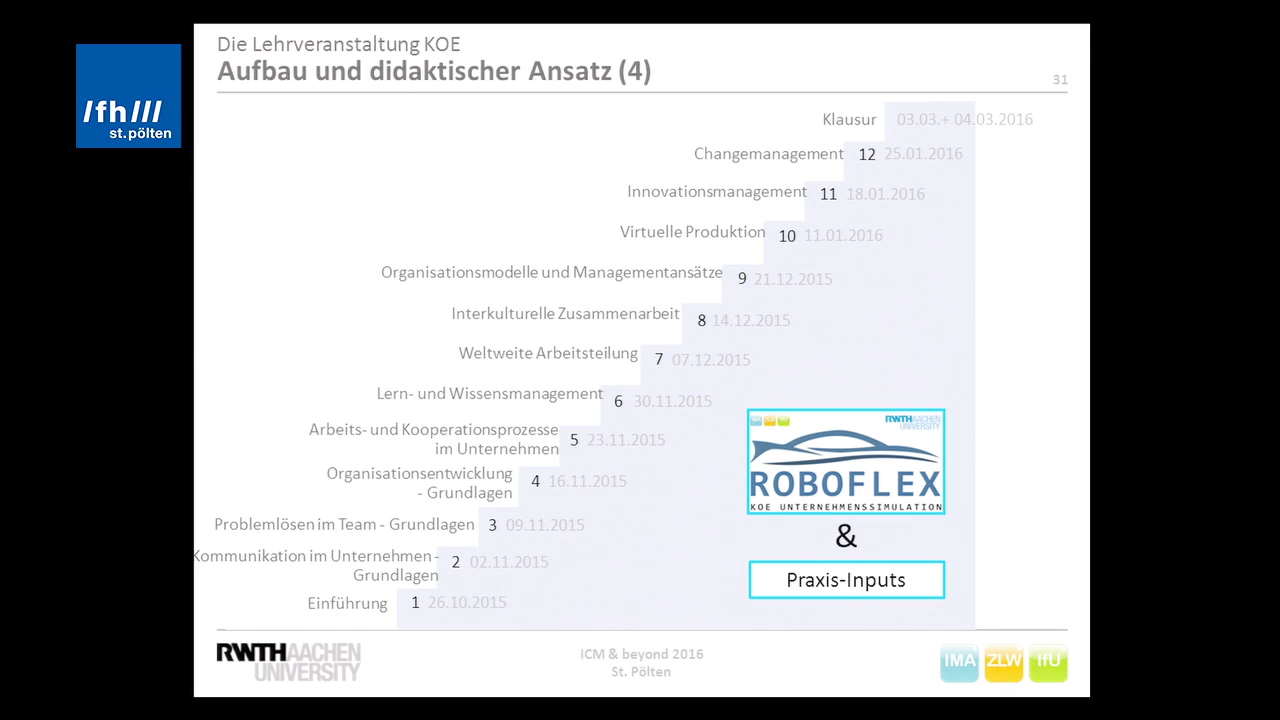 /fh///
st.pölten
Die Lehrveranstaltung KOE
Aufbau und didaktischer Ansatz (4)
31
Klausur 03.03.+ 04.03.2016
Changemanagement 12 25.01.2016
Innovationsmanagement 11 18.01.2016
Virtuelle Produktion 10 11.01.2016
Organisationsmodelle und Managementansätze 9 21.12.2015
Interkulturelle Zusammenarbeit 8 14.12.2015
Weltweite Arbeitsteilung 7 07.12.2015
Lern- und Wissensmanagement 6 30.11.2015
Arbeits- und Kooperationsprozesse
im Unternehmen 5 23.11.2015
Organisationsentwicklung
- Grundlagen 4 16.11.2015
Problemlösen im Team - Grundlagen 3 09.11.2015
Kommunikation im Unternehmen -
Grundlagen 2 02.11.2015
Einführung 1 26.10.2015
IMA ZLW IfU
RWTHAACHEN
UNIVERSITY
ROBOFLEX
KOE UNTERNEHMENSSIMULATION
&
Praxis-Inputs
RWTHAACHEN
UNIVERSITY
ICM & beyond 2016
St. Pölten
IMA ZLW IfU